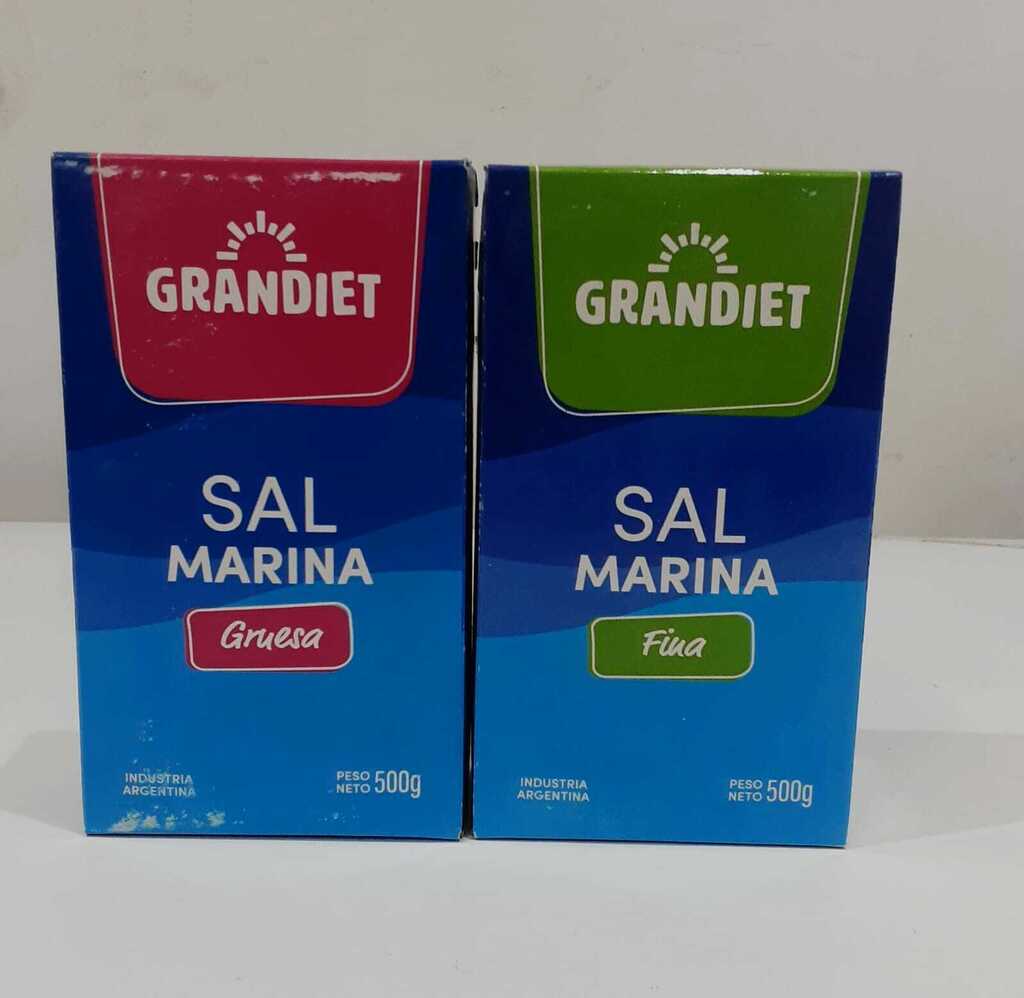 GRANDIET
SAL
MARINA
Gruesa
INDUSTRIA
ARGENTINA
PESO
NETO 500g
GRANDIET
SAL
MARINA
Fina
INDUSTRIA
ARGENTINA
PESO
NETO 500g